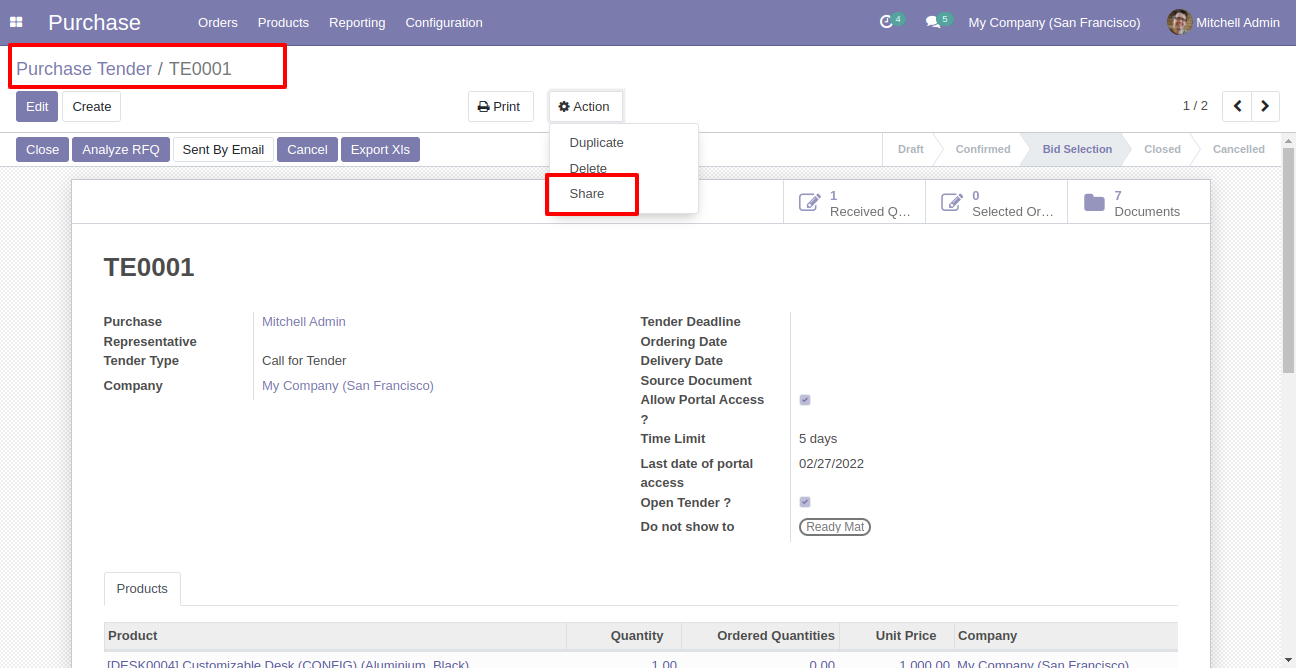 Purchase Orders Products Reporting Configuration 4 5 My Company (San Francisco) Mitchell Admin
Purchase Tender / TE0001
Edit Create Print Action 1 / 2
Duplicate
Delete
Share
Close Analyze RFQ Sent By Email Cancel Export Xls Draft Confirmed Bid Selection Closed Cancelled
1 Received Q...
0 Selected Or...
7 Documents
TE0001
Purchase Representative Mitchell Admin
Tender Type Call for Tender
Company My Company (San Francisco)
Tender Deadline
Ordering Date
Delivery Date
Source Document
Allow Portal Access
?
Time Limit 5 days
Last date of portal access 02/27/2022
Open Tender ?
Do not show to Ready Mat
Products
Product Quantity Ordered Quantities Unit Price Company
[DESK0004] Customizable Desk (CONFIG) (Aluminium, Black) 1.00 0.00 1,000.00 My Company (San Francisco)